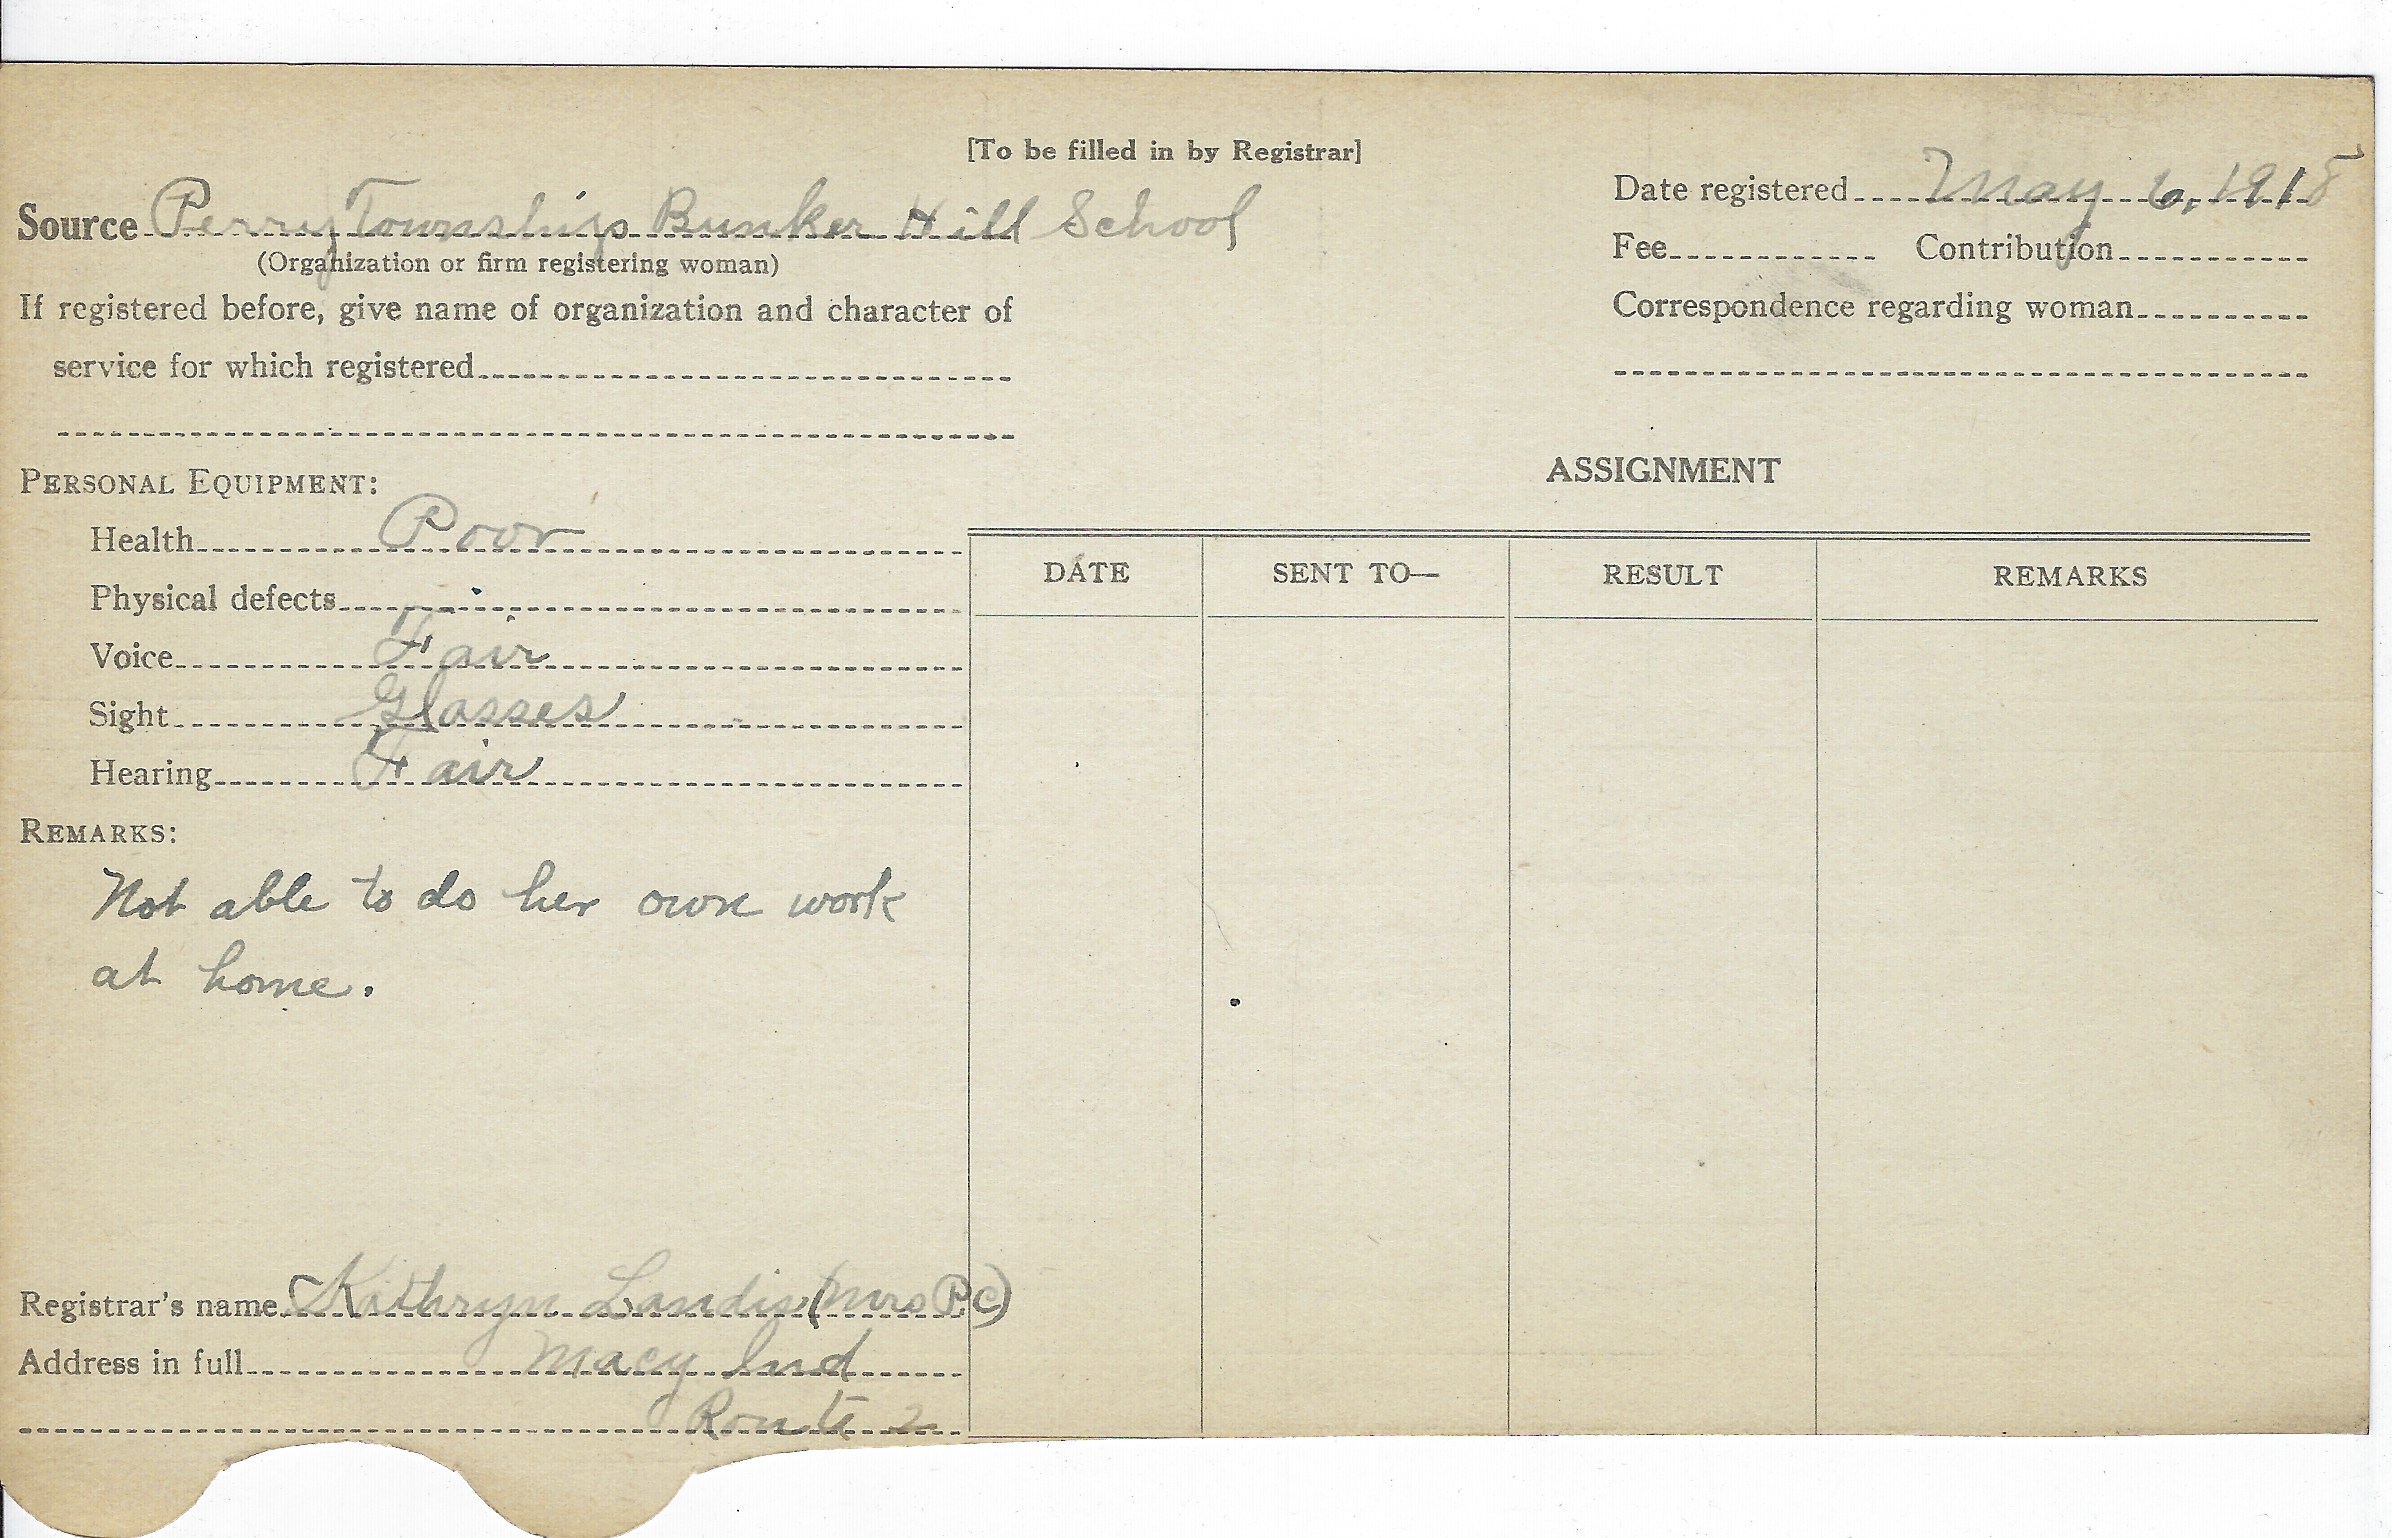 [To be filled in by Registrar]
Source Perry Township Bunker Hill School
(Organization or firm registering woman)
If registered before, give name of organization and character of
service for which registered
Date registered May 6, 1918
Fee Contribution
Correspondence regarding woman
PERSONAL EQUIPMENT:
Health Poor
Physical defects
Voice Fair
Sight Glasses
Hearing Fair
REMARKS:
Not able to do her own work
at home.
Registrar's name Kathryn Landis (Mrs P.C)
Address in full Macy Ind
Route 2
ASSIGNMENT
DATE SENT TO— RESULT REMARKS